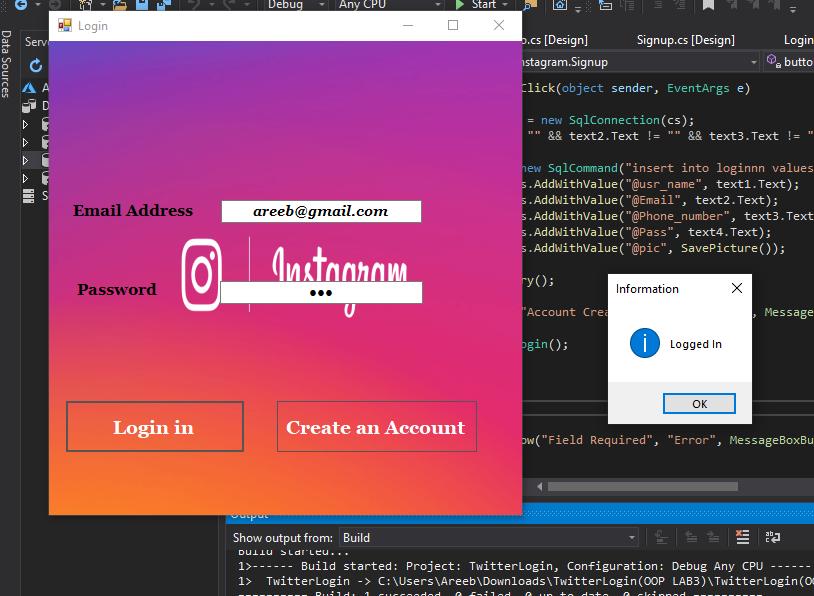 Debug Any CPU Start
Login
Data Sources
p.cs [Design] Signup.cs [Design] Login
nstagram.Signup butto
Click(object sender, EventArgs e)
= new SqlConnection(cs);
"" && text2.Text != "" && text3.Text != "
new SqlCommand("insert into loginnn values
s.AddWithValue("@usr_name", text1.Text);
s.AddWithValue("@Email", text2.Text);
s.AddWithValue("@Phone_number", text3.Text
s.AddWithValue("@Pass", text4.Text);
s.AddWithValue("@pic", SavePicture());
ry();
"Account Crea
, Message
ogin();
ow("Field Required", "Error", MessageBoxBu
Email Address areeb@gmail.com
Instagram
Password •••
Login in Create an Account
Information
Logged In
OK
Output
Show output from: Build
Build started...
1>------ Build started: Project: TwitterLogin, Configuration: Debug Any CPU ------
1> TwitterLogin -> C:\Users\Areeb\Downloads\TwitterLogin(OOP LAB3)\TwitterLogin(OO
========== Build: 1 succeeded, 0 failed, 0 up-to-date, 0 skipped ==========